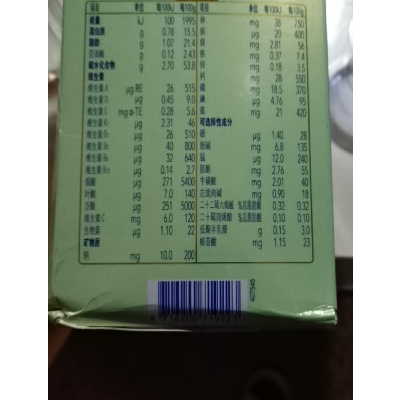 项目 单位 每100kJ 每100g
能量 kJ 100 1995
蛋白质 g 0.78 15.5
脂肪 g 1.07 21.4
亚油酸 g 0.12 2.43
碳水化合物 g 2.70 53.8
维生素
维生素A μg RE 26 515
维生素D μg 0.45 9.0
维生素E mg α-TE 0.28 5.6
维生素K₁ μg 2.31 46
维生素B₁ μg 26 510
维生素B₂ μg 40 800
维生素B₆ μg 32 640
维生素B₁₂ μg 0.14 2.7
烟酸 μg 271 5400
叶酸 μg 7.0 140
泛酸 μg 251 5000
维生素C mg 6.0 120
生物素 μg 1.10 22
矿物质
钠 mg 10.0 200
项目 单位 每100kJ 每100g
钾 mg 38 750
铜 μg 20 400
镁 mg 2.81 56
铁 mg 0.37 7.4
锌 mg 0.18 3.5
钙 mg 28 550
磷 mg 18.5 370
碘 μg 4.76 95
氯 mg 21 420
可选择性成分
硒 μg 1.40 28
胆碱 mg 6.8 135
锰 μg 12.0 240
肌醇 mg 2.76 55
牛磺酸 mg 2.01 40
左旋肉碱 mg 0.90 18
二十二碳六烯酸 %总脂肪酸 0.32 0.32
二十碳四烯酸 %总脂肪酸 0.10 0.10
低聚半乳糖 g 0.15 3.0
核苷酸 mg 1.15 23
407645